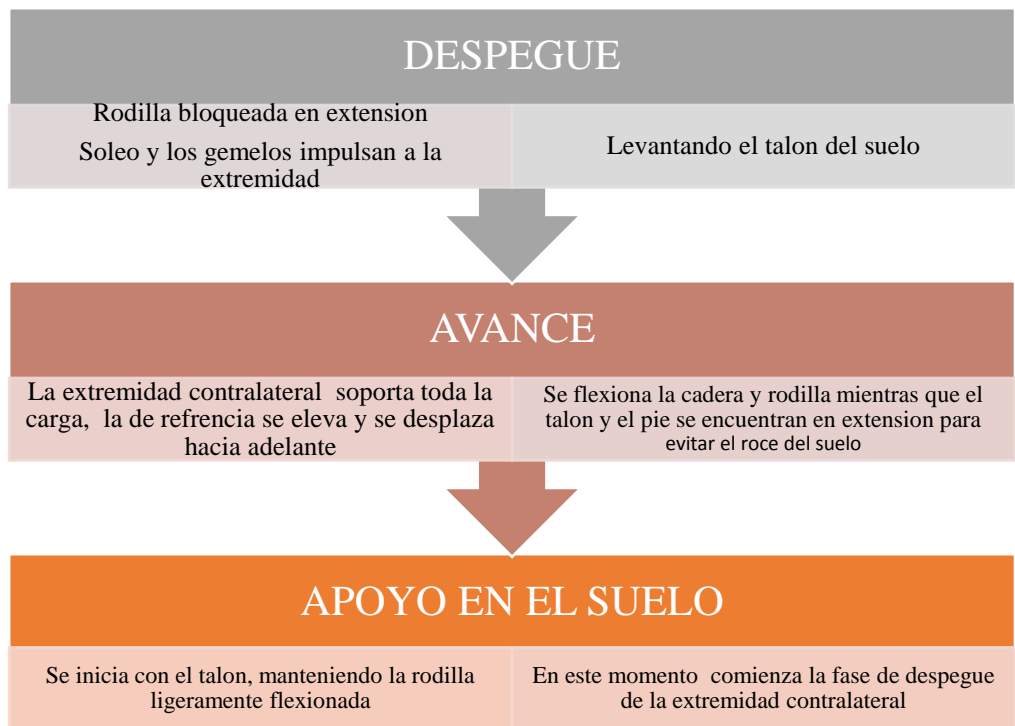 DESPEGUE
Rodilla bloqueada en extension
Soleo y los gemelos impulsan a la
extremidad
Levantando el talon del suelo
AVANCE
La extremidad contralateral soporta toda la
carga, la de refrencia se eleva y se desplaza
hacia adelante
Se flexiona la cadera y rodilla mientras que el
talon y el pie se encuentran en extension para
evitar el roce del suelo
APOYO EN EL SUELO
Se inicia con el talon, manteniendo la rodilla
ligeramente flexionada
En este momento comienza la fase de despegue
de la extremidad contralateral